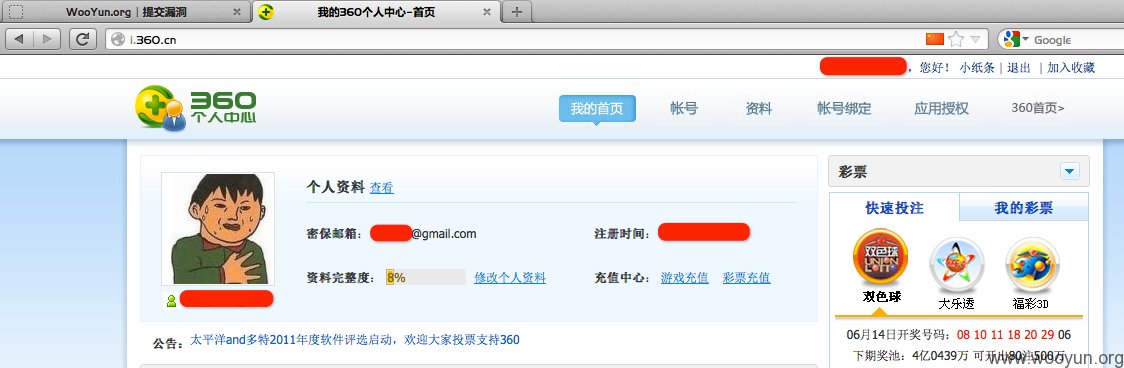 WooYun.org | 提交漏洞
我的360个人中心-首页
i.360.cn
Google
，您好！ 小纸条 | 退出 | 加入收藏
360
个人中心
我的首页 帐号 资料 帐号绑定 应用授权 360首页>
个人资料 查看
密保邮箱： @gmail.com 注册时间：
资料完整度： 8% 修改个人资料 充值中心： 游戏充值 彩票充值
公告： 太平洋and多特2011年度软件评选启动，欢迎大家投票支持360
彩票
快速投注 我的彩票
双色球
UNION
LOTTO
双色球 大乐透 福彩3D
06月14日开奖号码：08 10 11 18 20 29 06
下期奖池：4亿0439万 可开出80注500万
www.wooyun.org